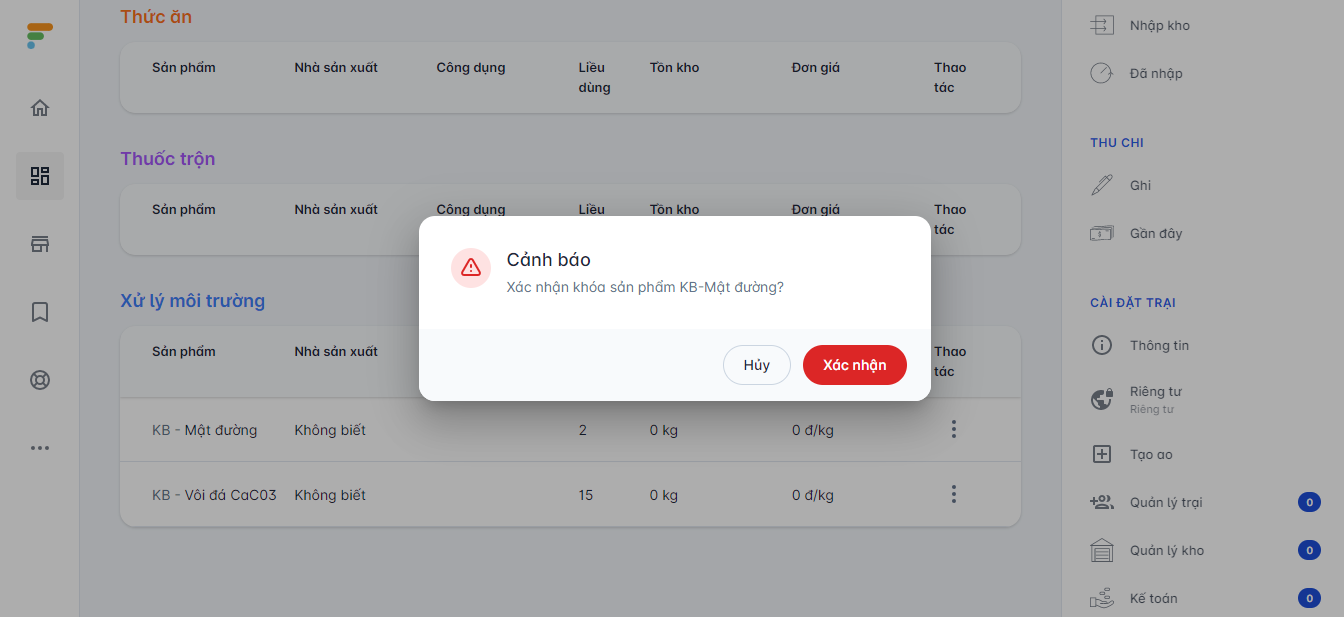 Thức ăn
Sản phẩm Nhà sản xuất Công dụng Liều dùng Tồn kho Đơn giá Thao tác
Thuốc trộn
Sản phẩm Nhà sản xuất Công dụng Liều Tồn kho Đơn giá Thao tác
Xử lý môi trường
Sản phẩm Nhà sản xuất Thao tác
KB - Mật đường Không biết 2 0 kg 0 đ/kg
KB - Vôi đá CaC03 Không biết 15 0 kg 0 đ/kg
Cảnh báo
Xác nhận khóa sản phẩm KB-Mật đường?
Hủy Xác nhận
Nhập kho
Đã nhập
THU CHI
Ghi
Gần đây
CÀI ĐẶT TRẠI
Thông tin
Riêng tư
Riêng tư
Tạo ao
Quản lý trại 0
Quản lý kho 0
Kế toán 0